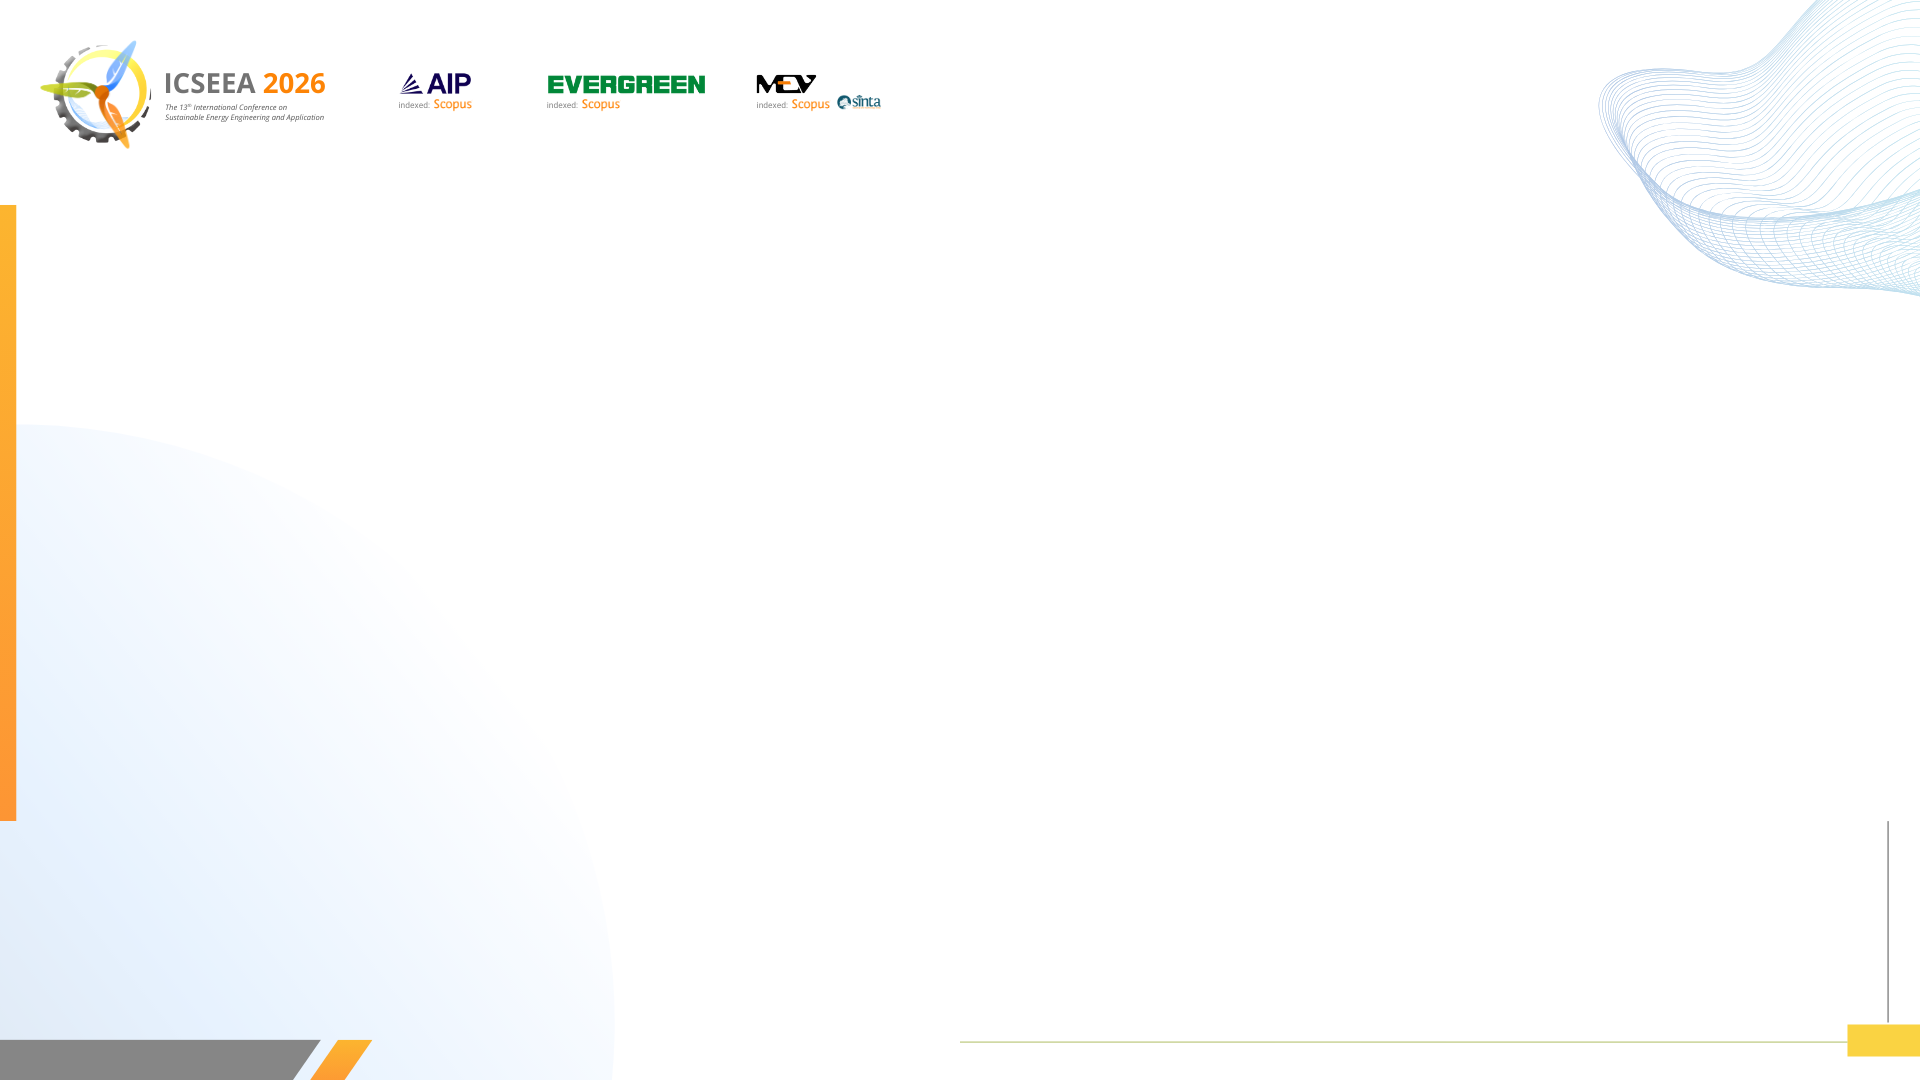 ICSEEA 2026
The 13th International Conference on
Sustainable Energy Engineering and Application
AIP
indexed: Scopus
EVERGREEN
indexed: Scopus
MEV
indexed: Scopus sinta